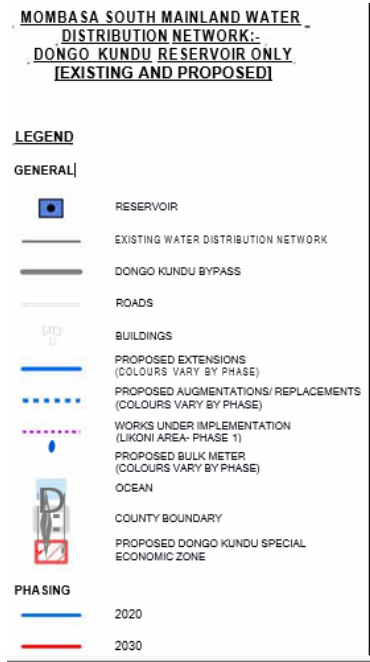 MOMBASA SOUTH MAINLAND WATER
DISTRIBUTION NETWORK:-
DONGO KUNDU RESERVOIR ONLY
[EXISTING AND PROPOSED]
LEGEND
GENERAL
RESERVOIR
EXISTING WATER DISTRIBUTION NETWORK
DONGO KUNDU BYPASS
ROADS
BUILDINGS
PROPOSED EXTENSIONS
(COLOURS VARY BY PHASE)
PROPOSED AUGMENTATIONS/ REPLACEMENTS
(COLOURS VARY BY PHASE)
WORKS UNDER IMPLEMENTATION
(LIKONI AREA- PHASE 1)
PROPOSED BULK METER
(COLOURS VARY BY PHASE)
OCEAN
COUNTY BOUNDARY
PROPOSED DONGO KUNDU SPECIAL
ECONOMIC ZONE
PHASING
2020
2030